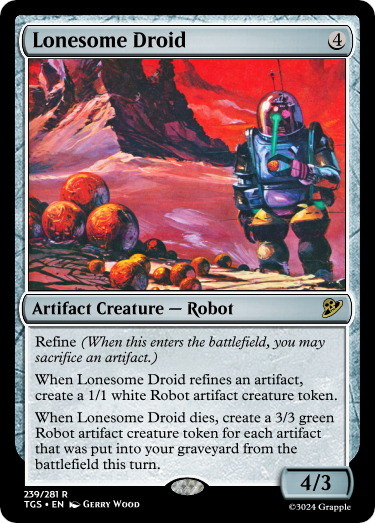 Lonesome Droid 4
Artifact Creature — Robot
Refine (When this enters the battlefield, you may
sacrifice an artifact.)
When Lonesome Droid refines an artifact,
create a 1/1 white Robot artifact creature token.
When Lonesome Droid dies, create a 3/3 green
Robot artifact creature token for each artifact
that was put into your graveyard from the
battlefield this turn.
4/3
239/281 R
TGS • EN Gerry Wood
©3024 Grapple